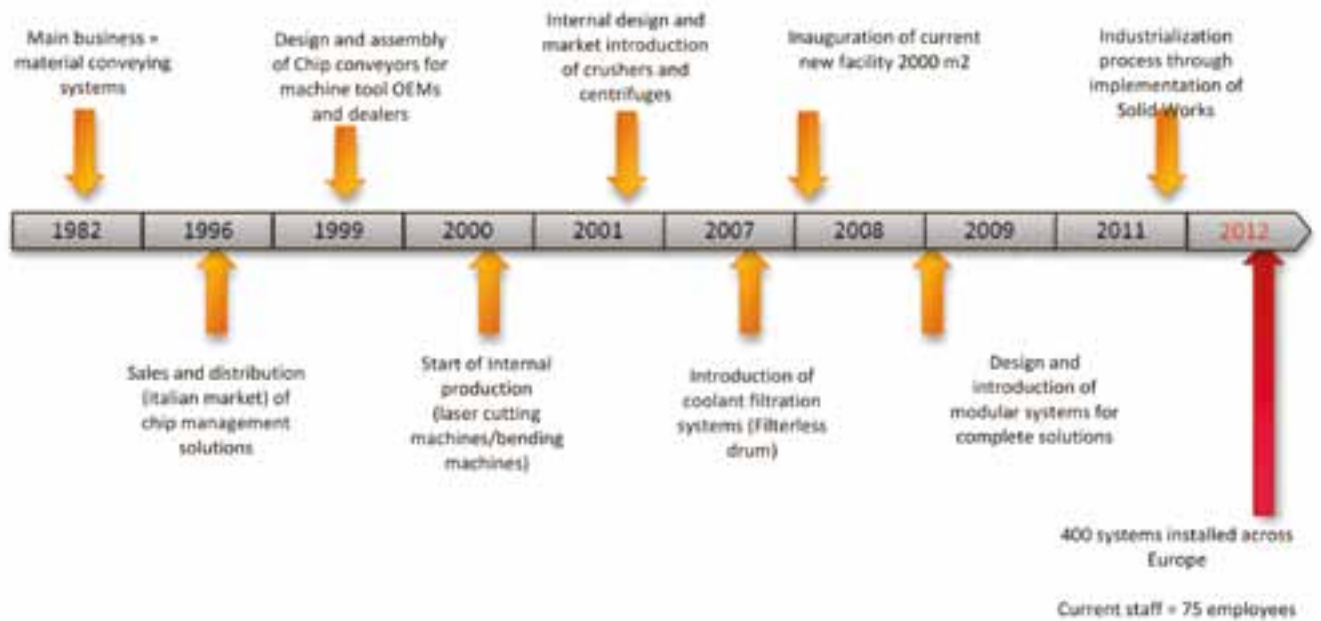 Main business =
material conveying
systems
Design and assembly
of Chip conveyors for
machine tool OEMs
and dealers
Internal design and
market introduction
of crushers and
centrifuges
Inauguration of current
new facility 2000 m2
Industrialization
process through
implementation of
Solid Works
1982 1996 1999 2000 2001 2007 2008 2009 2011 2012
Sales and distribution
(italian market) of
chip management
solutions
Start of Internal
production
(laser cutting
machines/bending
machines)
Introduction of
coolant filtration
systems (Filterless
drum)
Design and
introduction of
modular systems for
complete solutions
400 systems installed across
Europe
Current staff = 75 employees